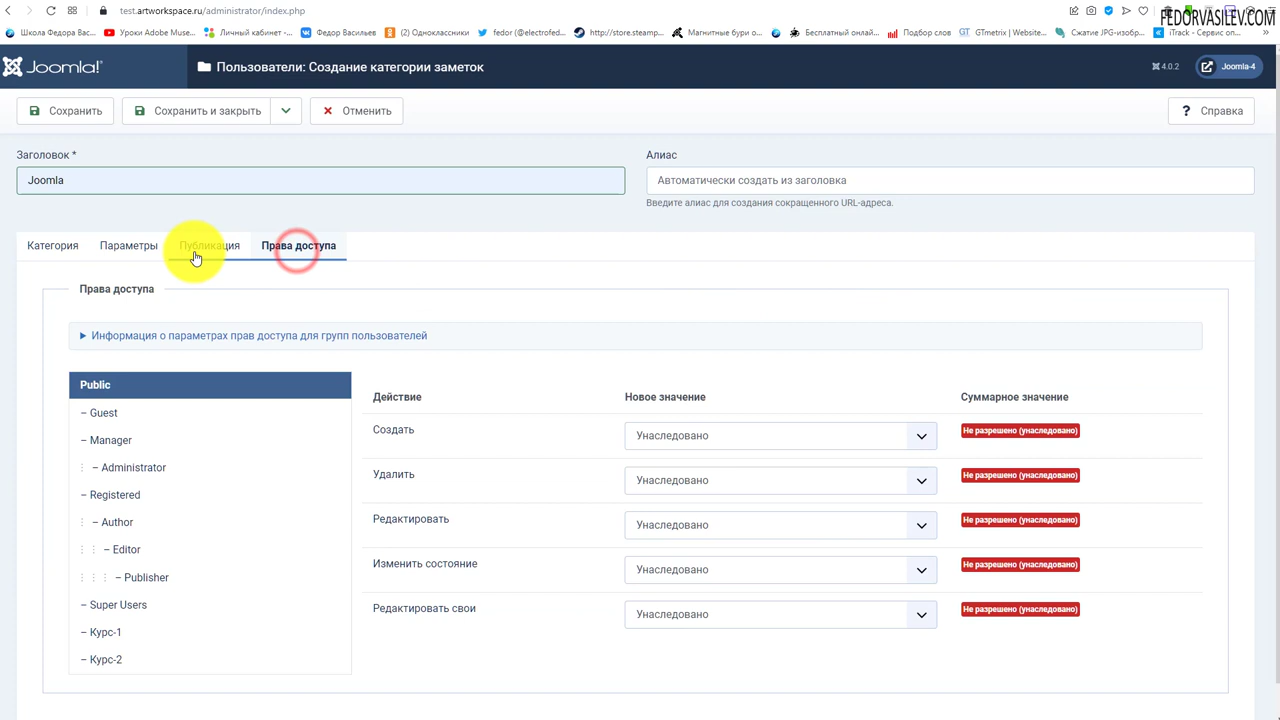 test.artworkspace.ru/administrator/index.php
FEDORVASILEV.COM
Школа Федора Вас...
Уроки Adobe Muse...
Личный кабинет -...
Федор Васильев
(2) Одноклассники
fedor (@electrofed...
http://store.steamp...
Магнитные бури о...
Бесплатный онлай...
Подбор слов
GTmetrix | Website...
Сжатие JPG-изобр...
iTrack - Сервис оп...
Joomla!
Пользователи: Создание категории заметок
4.0.2
Joomla-4
Сохранить
Сохранить и закрыть
Отменить
? Справка
Заголовок *
Алиас
Joomla
Автоматически создать из заголовка
Введите алиас для создания сокращенного URL-адреса.
Категория
Параметры
Публикация
Права доступа
Права доступа
Информация о параметрах прав доступа для групп пользователей
Public
– Guest
– Manager
– Administrator
– Registered
– Author
– Editor
– Publisher
– Super Users
– Курс-1
– Курс-2
Действие
Новое значение
Суммарное значение
Создать
Унаследовано
Не разрешено (унаследовано)
Удалить
Унаследовано
Не разрешено (унаследовано)
Редактировать
Унаследовано
Не разрешено (унаследовано)
Изменить состояние
Унаследовано
Не разрешено (унаследовано)
Редактировать свои
Унаследовано
Не разрешено (унаследовано)